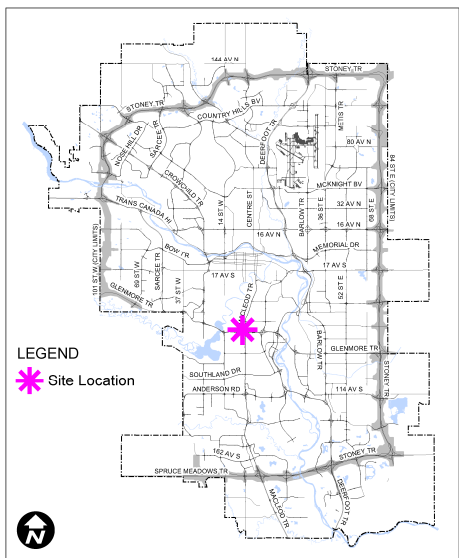 144 AV N
STONEY TR
STONEY TR
COUNTRY HILLS BV
NOSE HILL DR
SARCEE TR
DEERFOOT TR
METIS TR
80 AV N
CROWCHILD TR
MCKNIGHT BV
84 ST E (CITY LIMITS)
TRANS CANADA HI
14 ST W
CENTRE ST
BARLOW TR
36 ST E
32 AV N
68 ST E
16 AV N
16 AV N
101 ST W (CITY LIMITS)
BOW TR
MEMORIAL DR
69 ST W
SARCEE TR
37 ST W
17 AV S
17 AV S
GLENMORE TR
CLEOD TR
52 ST E
BARLOW TR
GLENMORE TR
STONEY TR
LEGEND
Site Location
SOUTHLAND DR
ANDERSON RD
114 AV S
162 AV S
STONEY TR
SPRUCE MEADOWS TR
MACLEOD TR
DEERFOOT TR
N